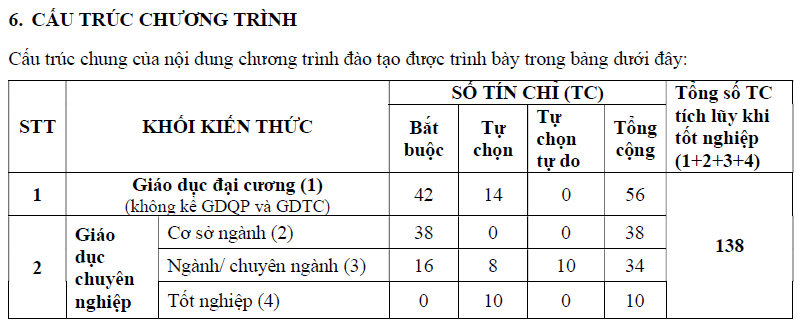 6. CẤU TRÚC CHƯƠNG TRÌNH
Cấu trúc chung của nội dung chương trình đào tạo được trình bày trong bảng dưới đây:
STT
KHỐI KIẾN THỨC
SỐ TÍN CHỈ (TC)
Bắt
buộc
Tự
chọn
Tự
chọn
tự do
Tổng
cộng
Tổng số TC
tích lũy khi
tốt nghiệp
(1+2+3+4)
1
Giáo dục đại cương (1)
(không kể GDQP và GDTC)
42 14 0 56
138
2
Giáo
dục
chuyên
nghiệp
Cơ sở ngành (2) 38 0 0 38
Ngành/ chuyên ngành (3) 16 8 10 34
Tốt nghiệp (4) 0 10 0 10